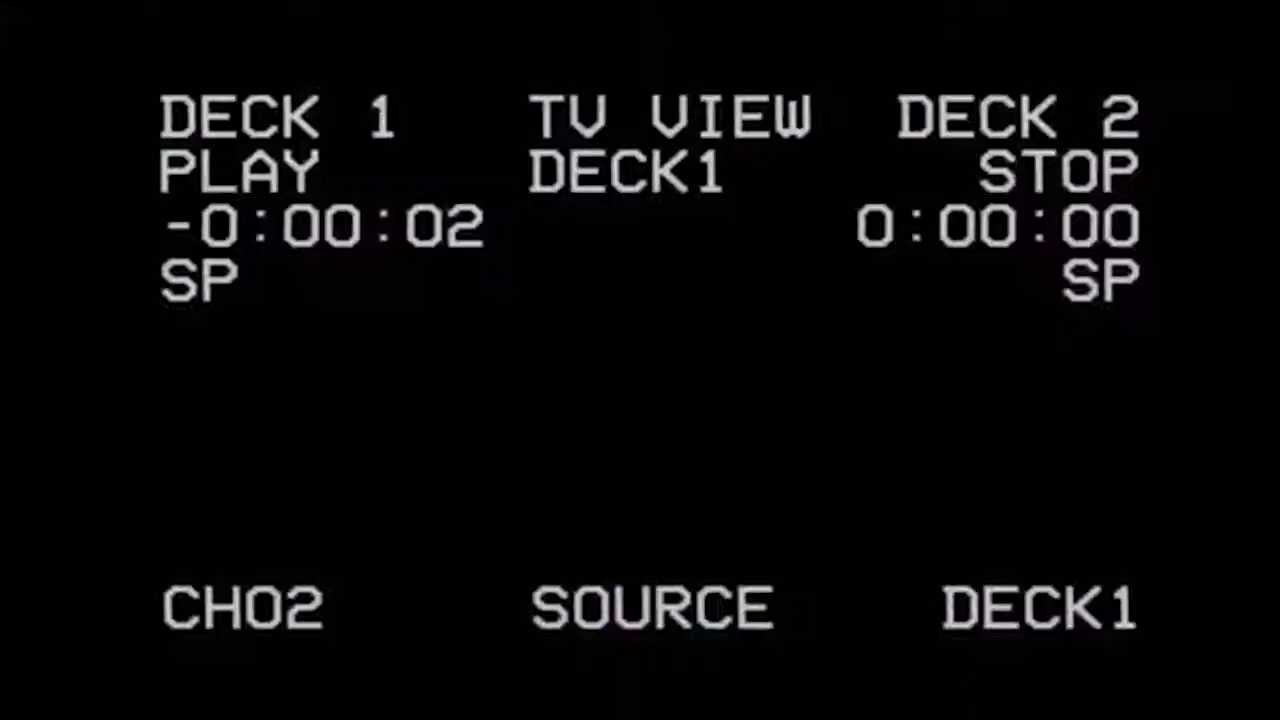 DECK 1 TV VIEW DECK 2
PLAY DECK1 STOP
-0:00:02 0:00:00
SP SP
CH02 SOURCE DECK1